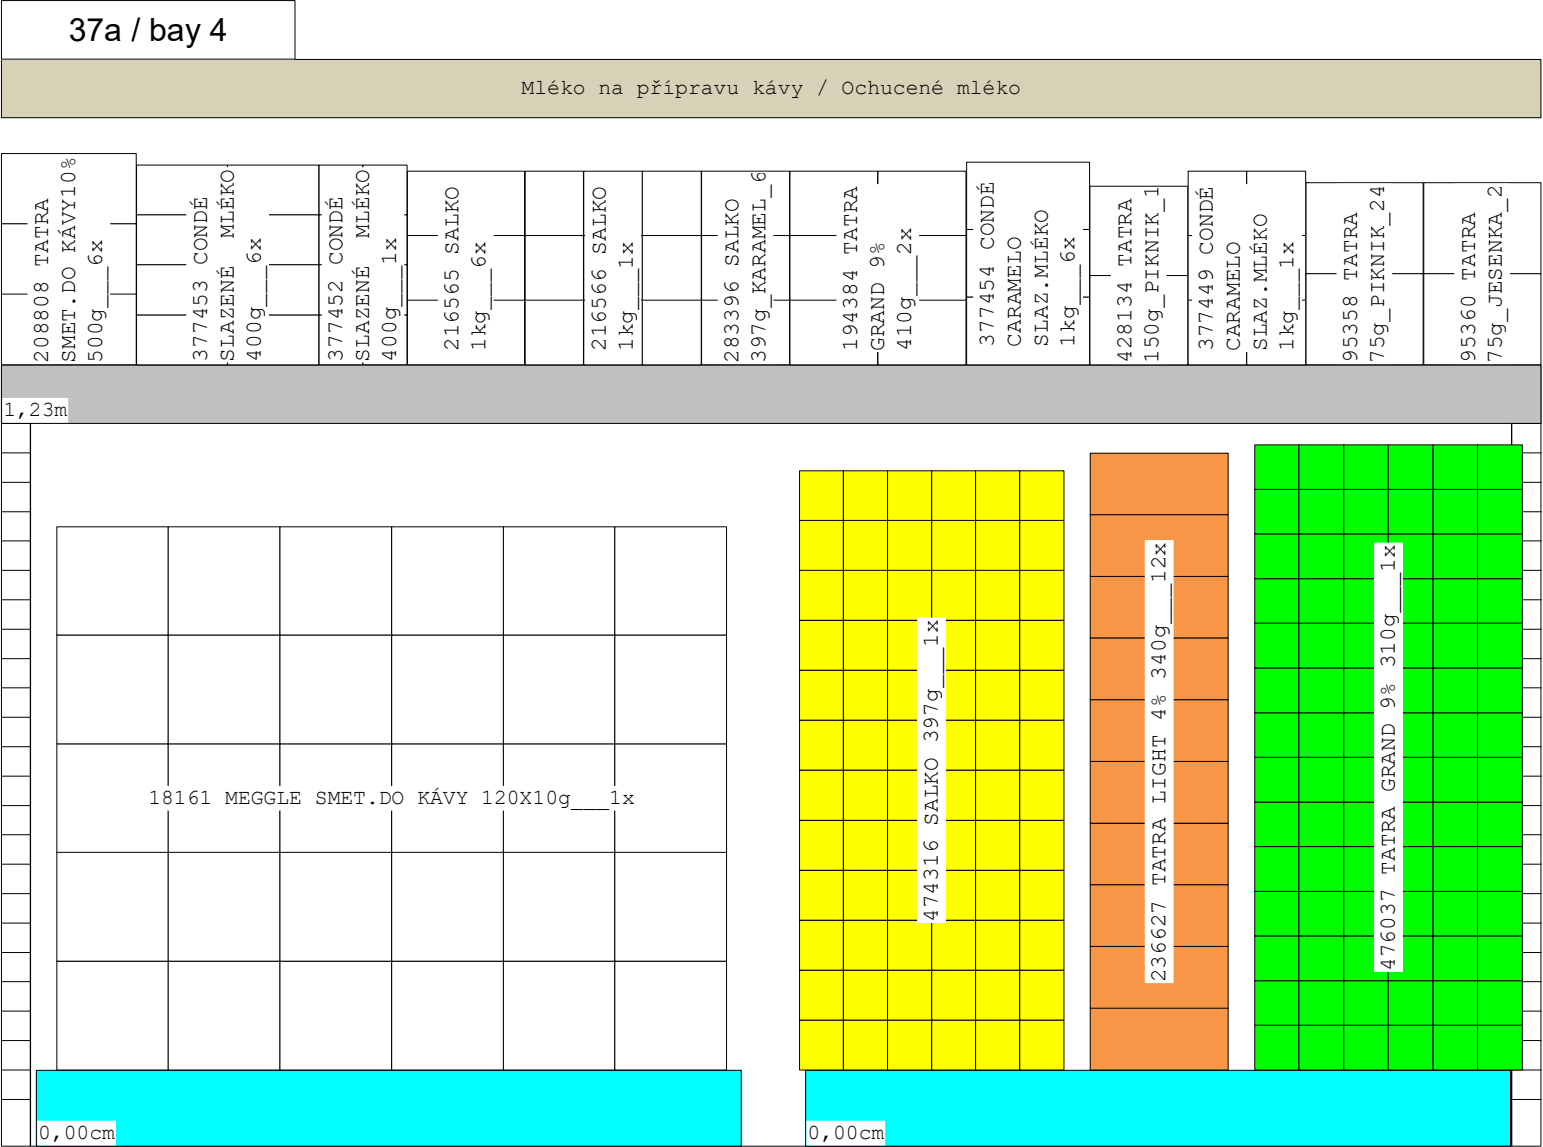 37a / bay 4
Mléko na přípravu kávy / Ochucené mléko
208808 TATRA
SMET.DO KÁVY10%
500g___6x
377453 CONDÉ
SLAZENÉ MLÉKO
400g___6x
377452 CONDÉ
SLAZENÉ MLÉKO
400g___1x
216565 SALKO
1kg___6x
216566 SALKO
1kg___1x
283396 SALKO
397g_KARAMEL_6
194384 TATRA
GRAND 9%
410g___2x
377454 CONDÉ
CARAMELO
SLAZ.MLÉKO
1kg___6x
428134 TATRA
150g_PIKNIK_1
377449 CONDÉ
CARAMELO
SLAZ.MLÉKO
1kg___1x
95358 TATRA
75g_PIKNIK_24
95360 TATRA
75g_JESENKA_2
1,23m
18161 MEGGLE SMET.DO KÁVY 120X10g___1x
474316 SALKO 397g___1x
236627 TATRA LIGHT 4% 340g___12x
476037 TATRA GRAND 9% 310g___1x
0,00cm
0,00cm